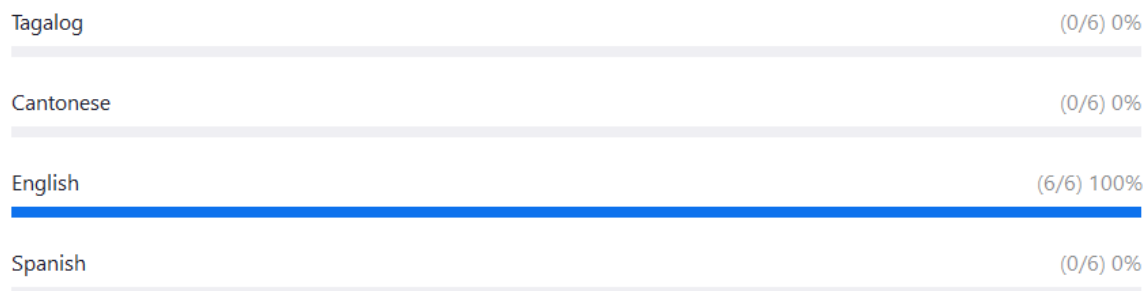 Tagalog (0/6) 0%
Cantonese (0/6) 0%
English (6/6) 100%
Spanish (0/6) 0%